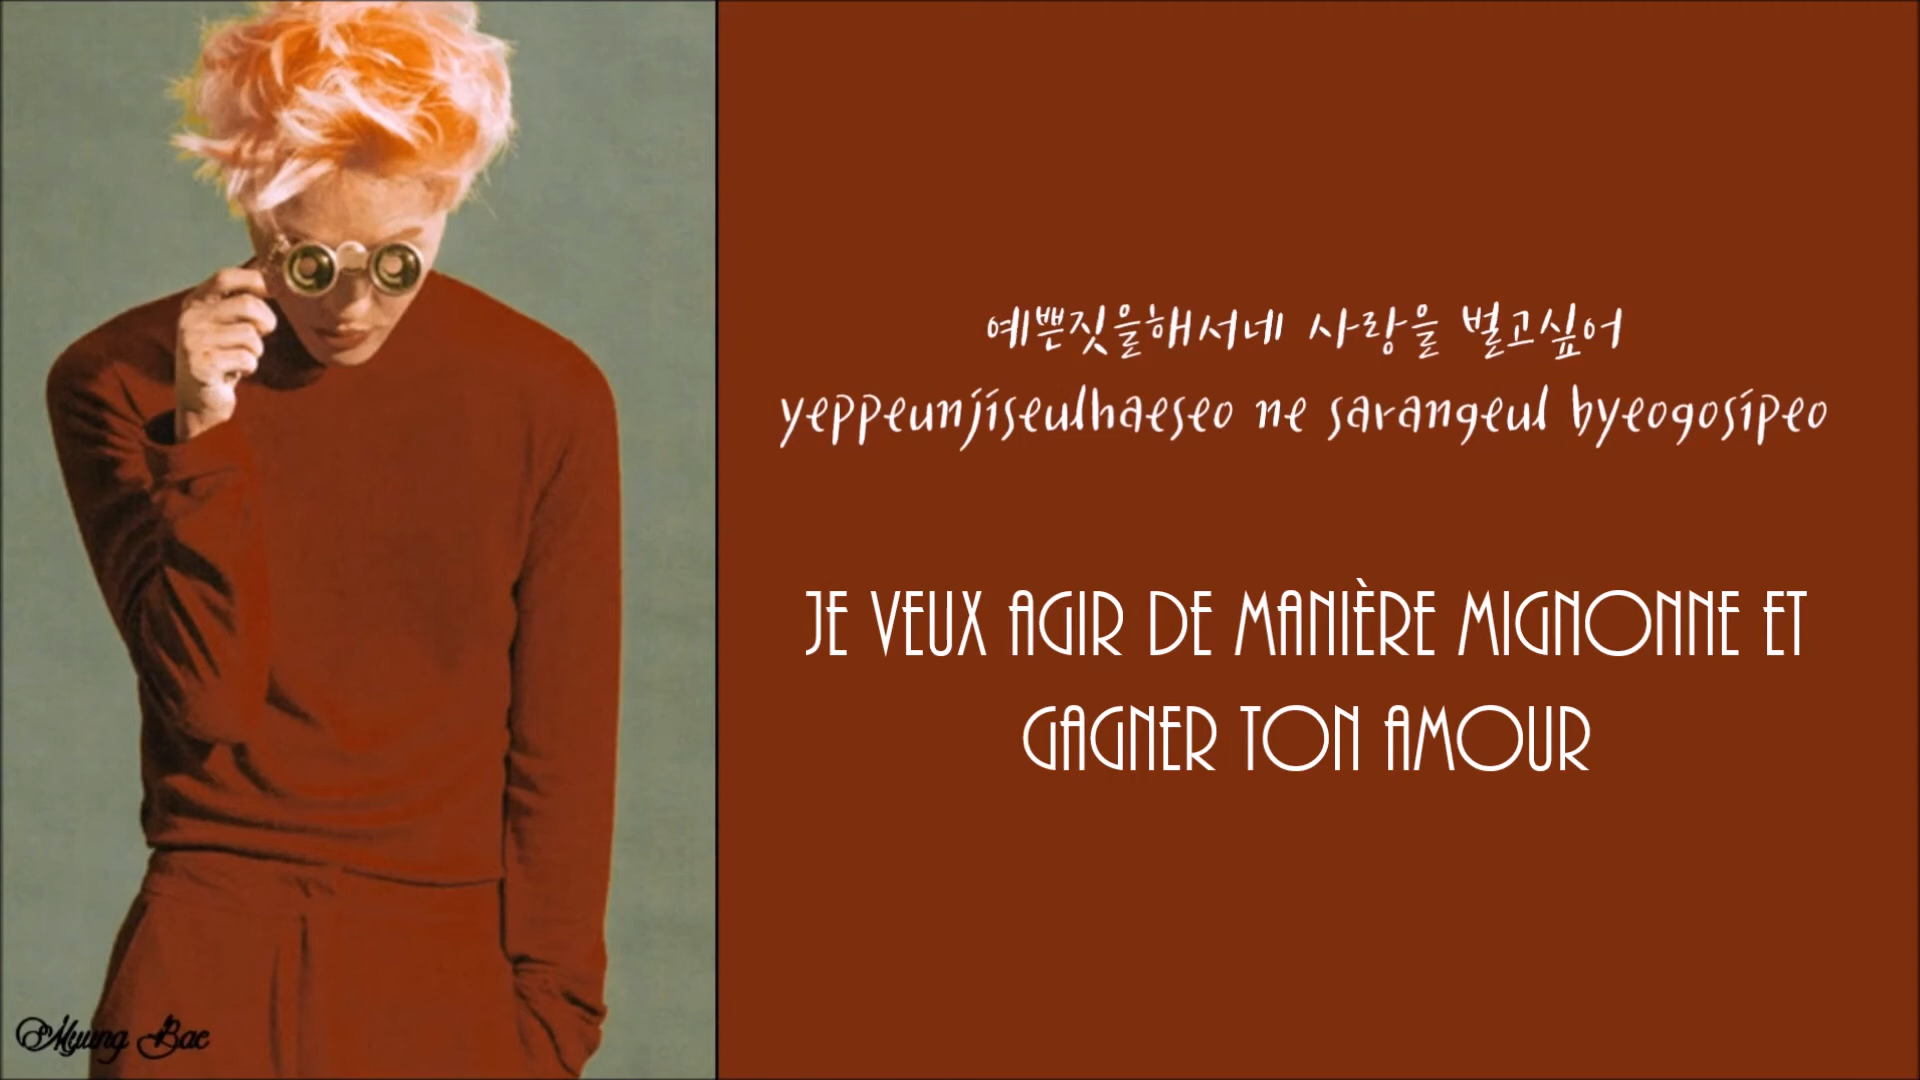 예쁜짓을해서네 사랑을 벌고싶어
yeppeunjiseulhaeseo ne sarangeul byeogosipeo
JE VEUX AGIR DE MANIÈRE MIGNONNE ET
GAGNER TON AMOUR
Myung Bae